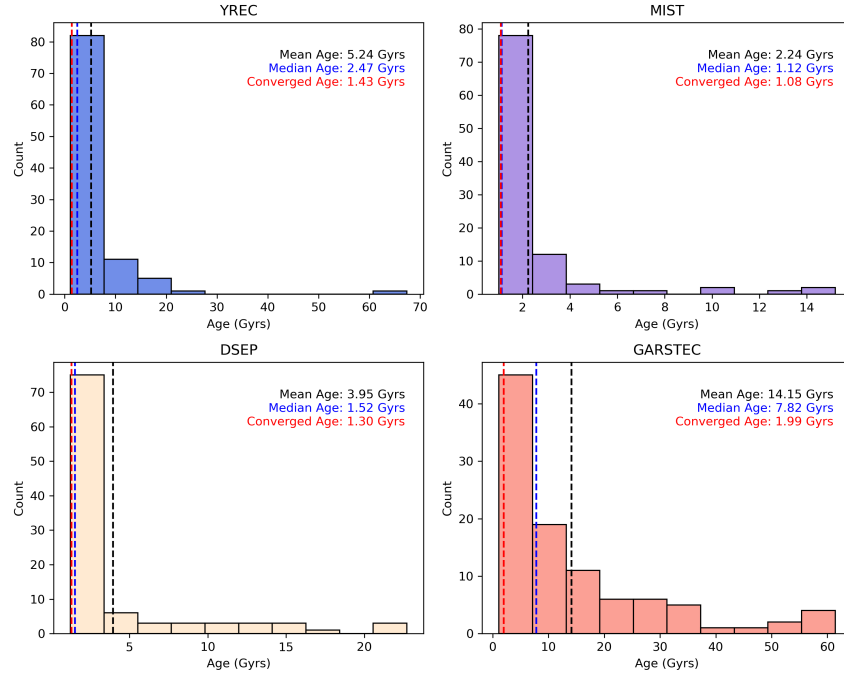 YREC
Mean Age: 5.24 Gyrs
Median Age: 2.47 Gyrs
Converged Age: 1.43 Gyrs
Count
0
10
20
30
40
50
60
70
80
0 10 20 30 40 50 60 70
Age (Gyrs)
MIST
Mean Age: 2.24 Gyrs
Median Age: 1.12 Gyrs
Converged Age: 1.08 Gyrs
Count
0
10
20
30
40
50
60
70
80
2 4 6 8 10 12 14
Age (Gyrs)
DSEP
Mean Age: 3.95 Gyrs
Median Age: 1.52 Gyrs
Converged Age: 1.30 Gyrs
Count
0
10
20
30
40
50
60
70
5 10 15 20
Age (Gyrs)
GARSTEC
Mean Age: 14.15 Gyrs
Median Age: 7.82 Gyrs
Converged Age: 1.99 Gyrs
Count
0
10
20
30
40
0 10 20 30 40 50 60
Age (Gyrs)